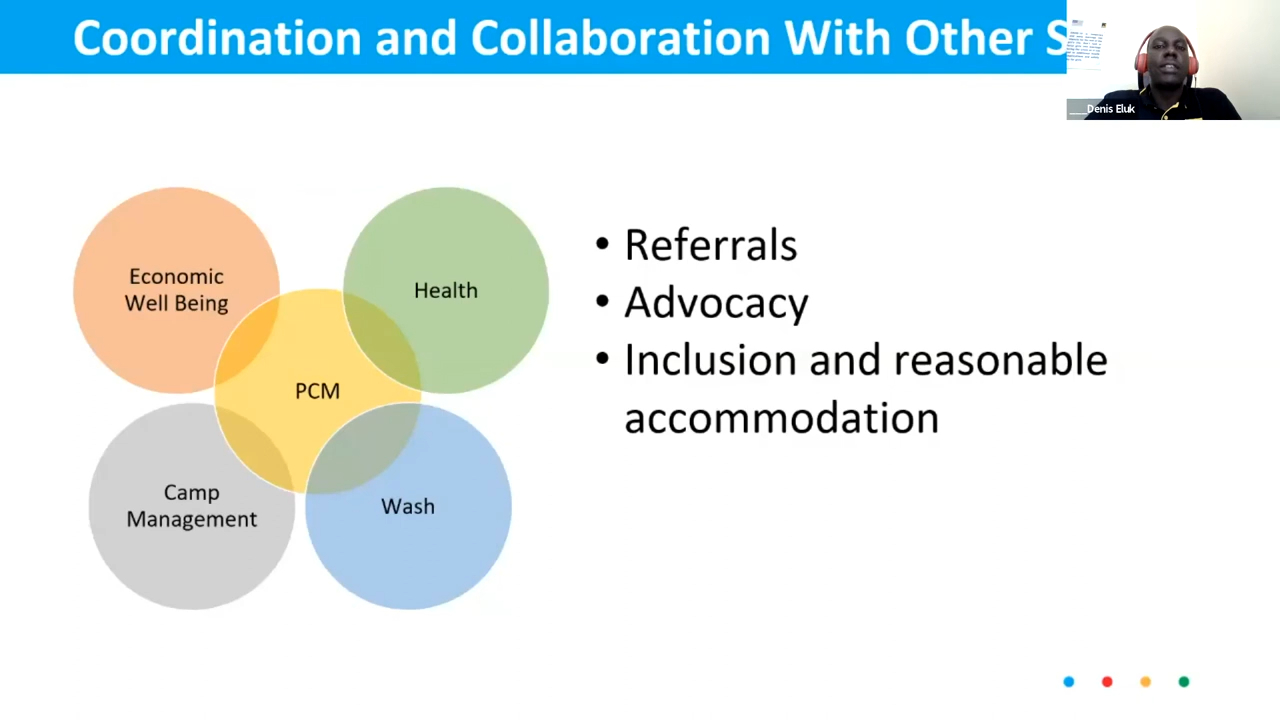 Coordination and Collaboration With Other S
____Denis Eluk
Economic
Well Being
Health
PCM
Camp
Management
Wash
• Referrals
• Advocacy
• Inclusion and reasonable
accommodation